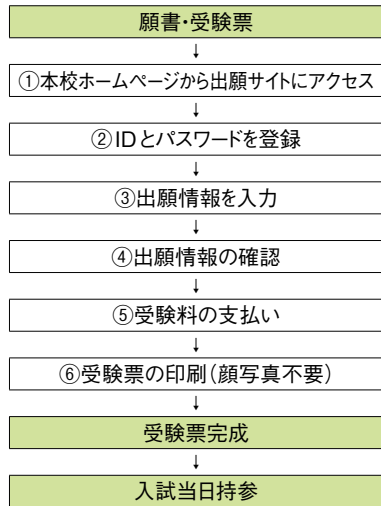 願書・受験票
↓
①本校ホームページから出願サイトにアクセス
↓
②IDとパスワードを登録
↓
③出願情報を入力
↓
④出願情報の確認
↓
⑤受験料の支払い
↓
⑥受験票の印刷(顔写真不要)
↓
受験票完成
↓
入試当日持参